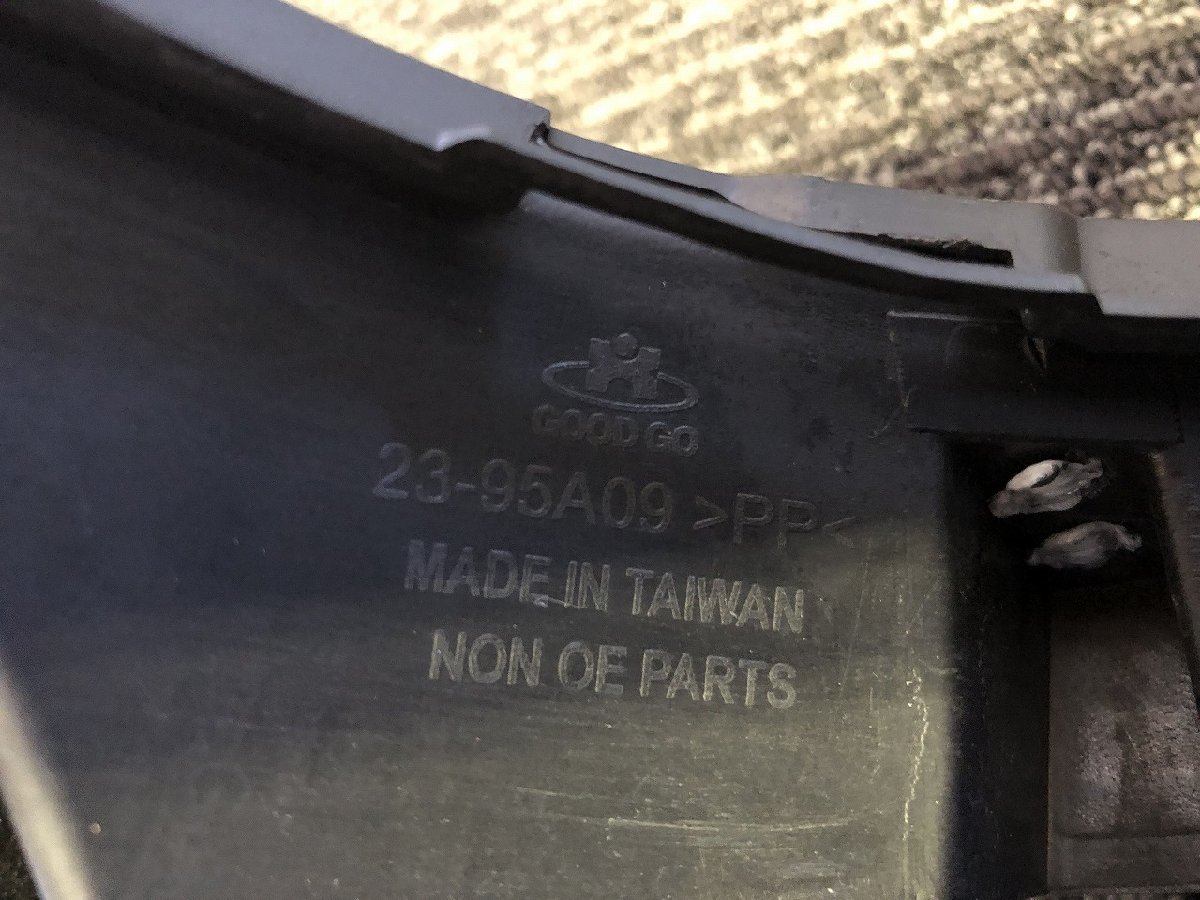 GOOD GO
23-95A09 >PP<
MADE IN TAIWAN
NON OE PARTS